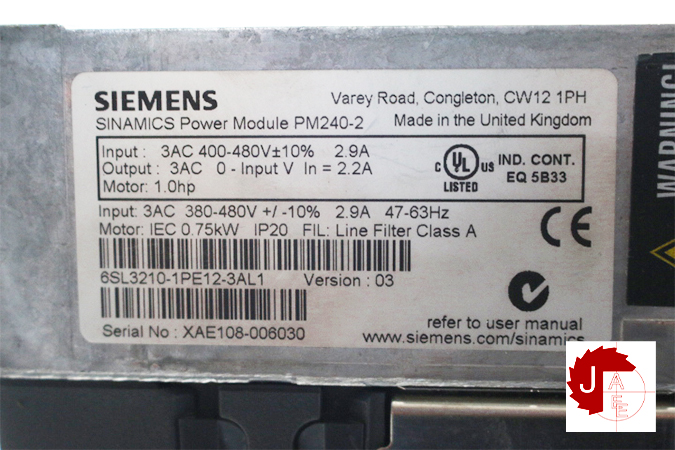 SIEMENS
Varey Road, Congleton, CW12 1PH
SINAMICS Power Module PM240-2
Made in the United Kingdom
Input : 3AC 400-480V±10% 2.9A
Output : 3AC 0 - Input V In = 2.2A
Motor: 1.0hp
C UL US
LISTED
IND. CONT.
EQ 5B33
Input: 3AC 380-480V +/ -10% 2.9A 47-63Hz
Motor: IEC 0.75kW IP20 FIL: Line Filter Class A
CE
6SL3210-1PE12-3AL1 Version : 03
Serial No : XAE108-006030
refer to user manual
www.siemens.com/sinamics
WARNING!
J
A
E
E